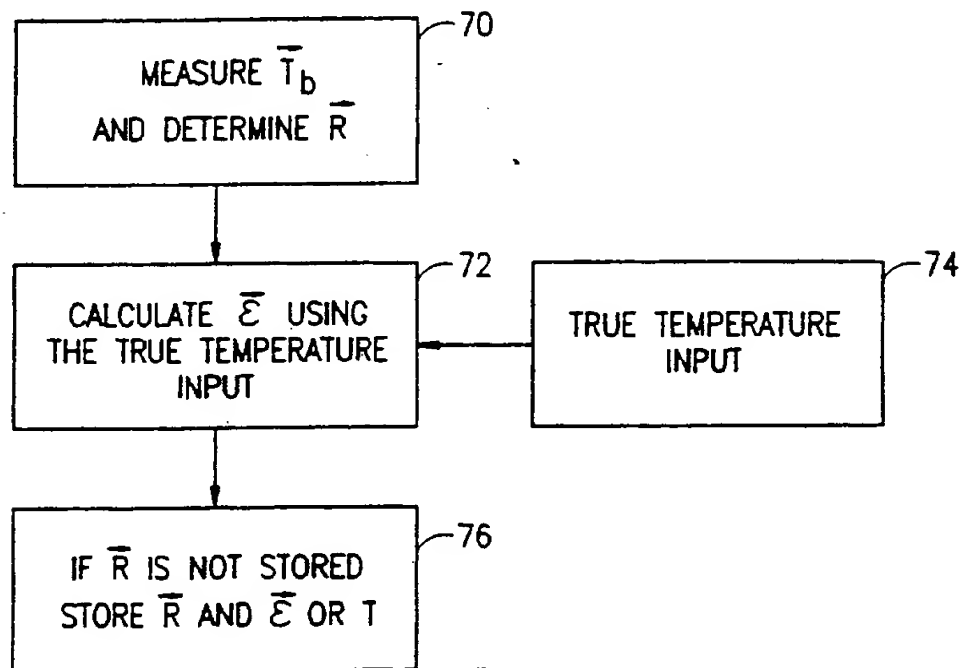 70
MEASURE T̅b
AND DETERMINE R̅
72
CALCULATE ε̅ USING
THE TRUE TEMPERATURE
INPUT
74
TRUE TEMPERATURE
INPUT
76
IF R̅ IS NOT STORED
STORE R̅ AND ε̅ OR T